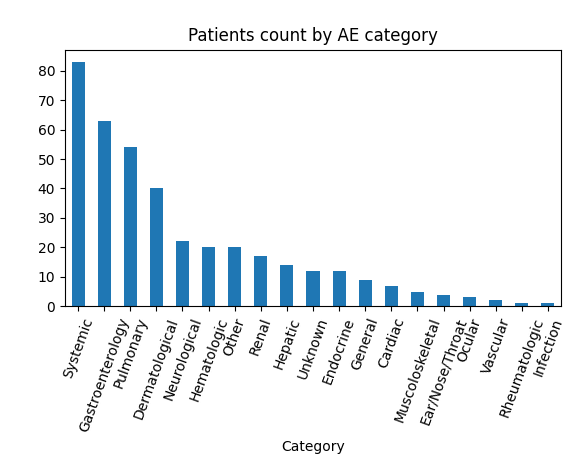 Patients count by AE category
80
70
60
50
40
30
20
10
0
Systemic
Gastroenterology
Pulmonary
Dermatological
Neurological
Hematologic
Other
Renal
Hepatic
Unknown
Endocrine
General
Cardiac
Muscoloskeletal
Ear/Nose/Throat
Ocular
Vascular
Rheumatologic
Infection
Category